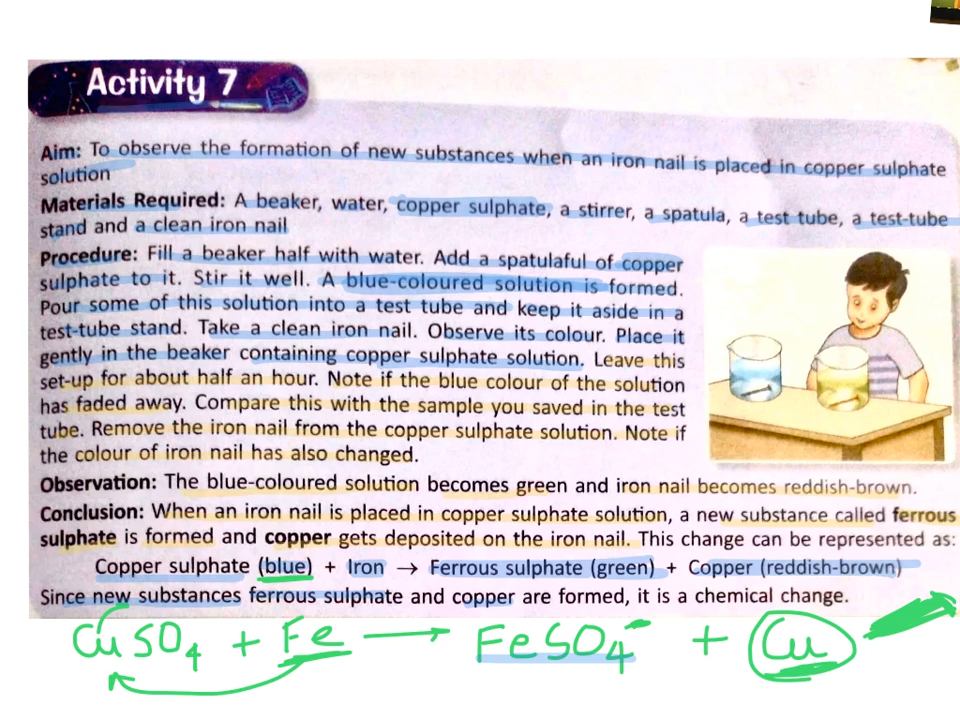 Activity 7
Aim: To observe the formation of new substances when an iron nail is placed in copper sulphate
solution
Materials Required: A beaker, water, copper sulphate, a stirrer, a spatula, a test tube, a test-tube
stand and a clean iron nail
Procedure: Fill a beaker half with water. Add a spatulaful of copper
sulphate to it. Stir it well. A blue-coloured solution is formed.
Pour some of this solution into a test tube and keep it aside in a
test-tube stand. Take a clean iron nail. Observe its colour. Place it
gently in the beaker containing copper sulphate solution. Leave this
set-up for about half an hour. Note if the blue colour of the solution
has faded away. Compare this with the sample you saved in the test
tube. Remove the iron nail from the copper sulphate solution. Note if
the colour of iron nail has also changed.
Observation: The blue-coloured solution becomes green and iron nail becomes reddish-brown.
Conclusion: When an iron nail is placed in copper sulphate solution, a new substance called ferrous
sulphate is formed and copper gets deposited on the iron nail. This change can be represented as:
Copper sulphate (blue) + Iron → Ferrous sulphate (green) + Copper (reddish-brown)
Since new substances ferrous sulphate and copper are formed, it is a chemical change.
CuSO4 + Fe → FeSO4 + Cu